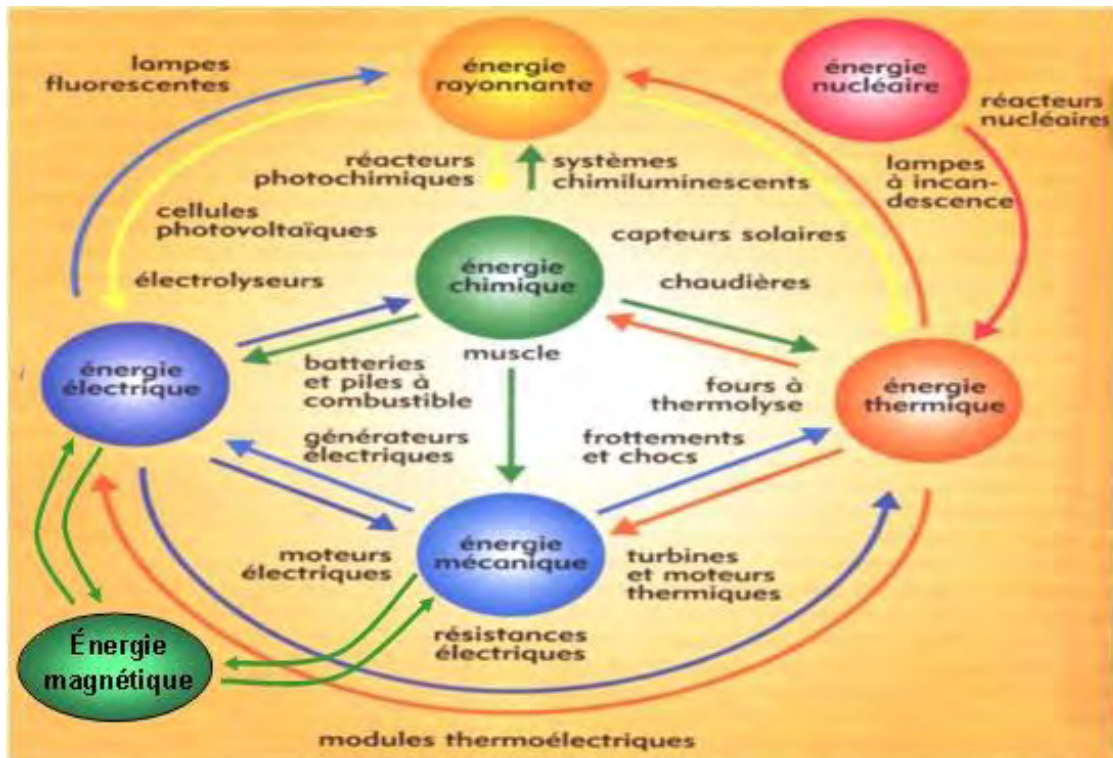 lampes
fluorescentes
énergie
rayonnante
énergie
nucléaire
réacteurs
nucléaires
réacteurs
photochimiques
systèmes
chimiluminescents
lampes
à incan-
descence
cellules
photovoltaïques
capteurs solaires
électrolyseurs
énergie
chimique
chaudières
muscle
énergie
électrique
batteries
et piles à
combustible
fours à
thermolyse
énergie
thermique
générateurs
électriques
frottements
et chocs
moteurs
électriques
énergie
mécanique
turbines
et moteurs
thermiques
résistances
électriques
Énergie
magnétique
modules thermoélectriques